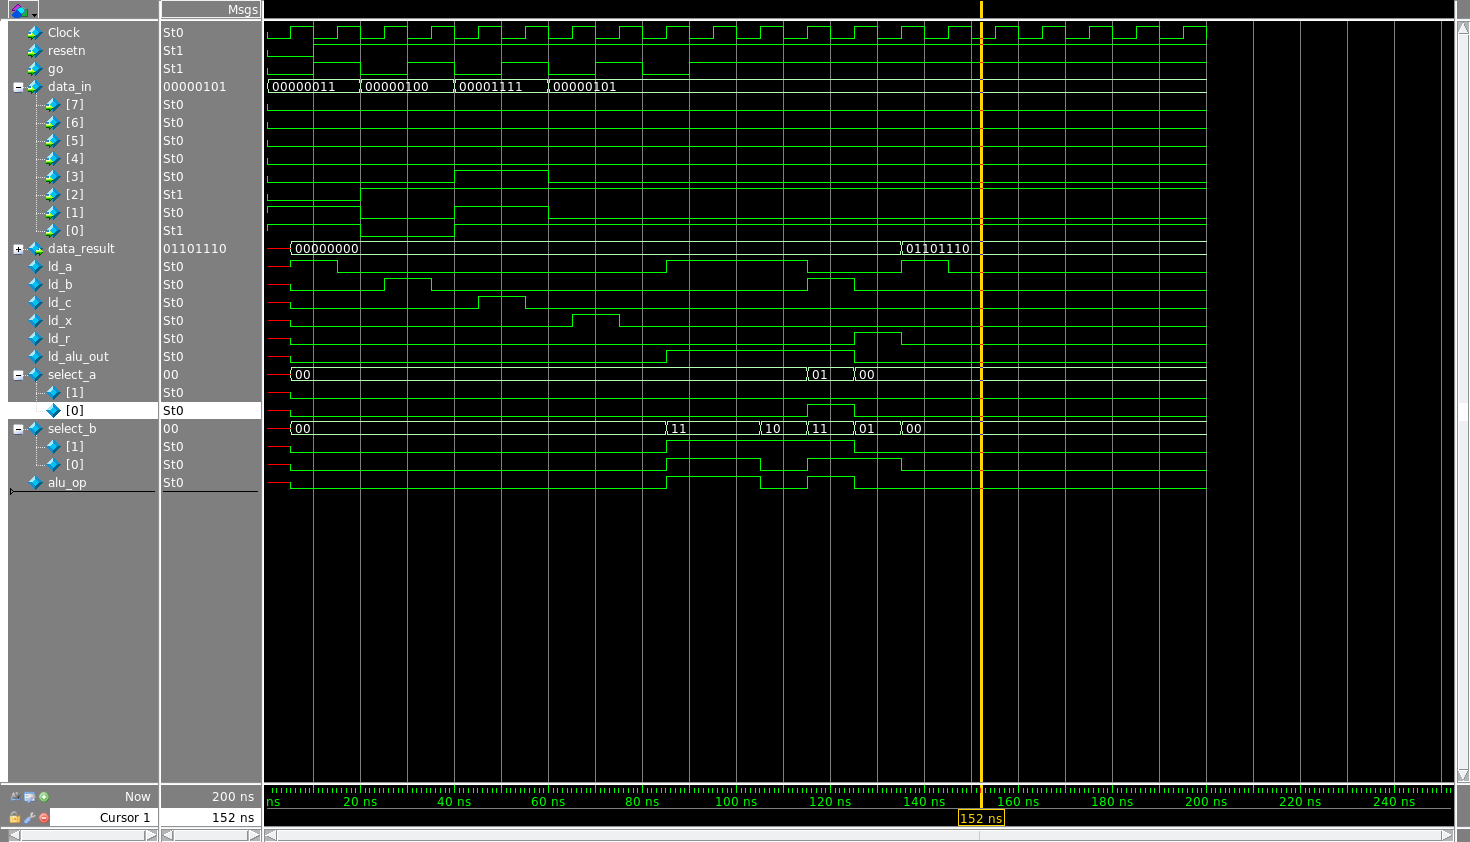 Msgs
Clock St0
resetn St1
go St1
data_in 00000101 00000011 00000100 00001111 00000101
[7] St0
[6] St0
[5] St0
[4] St0
[3] St0
[2] St1
[1] St0
[0] St1
data_result 01101110 00000000 01101110
ld_a St0
ld_b St0
ld_c St0
ld_x St0
ld_r St0
ld_alu_out St0
select_a 00 00 01 00
[1] St0
[0] St0
select_b 00 00 11 10 11 01 00
[1] St0
[0] St0
alu_op St0
Now 200 ns ns 20 ns 40 ns 60 ns 80 ns 100 ns 120 ns 140 ns 160 ns 180 ns 200 ns 220 ns 240 ns
Cursor 1 152 ns 152 ns